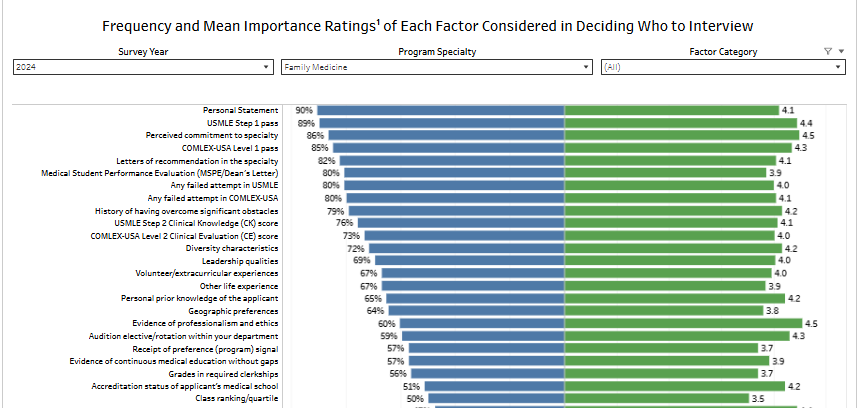 Frequency and Mean Importance Ratings¹ of Each Factor Considered in Deciding Who to Interview
Survey Year Program Specialty Factor Category
2024 Family Medicine (All)
Personal Statement 90% 4.1
USMLE Step 1 pass 89% 4.4
Perceived commitment to specialty 86% 4.5
COMLEX-USA Level 1 pass 85% 4.3
Letters of recommendation in the specialty 82% 4.1
Medical Student Performance Evaluation (MSPE/Dean's Letter) 80% 3.9
Any failed attempt in USMLE 80% 4.0
Any failed attempt in COMLEX-USA 80% 4.1
History of having overcome significant obstacles 79% 4.2
USMLE Step 2 Clinical Knowledge (CK) score 76% 4.1
COMLEX-USA Level 2 Clinical Evaluation (CE) score 73% 4.0
Diversity characteristics 72% 4.2
Leadership qualities 69% 4.0
Volunteer/extracurricular experiences 67% 4.0
Other life experience 67% 3.9
Personal prior knowledge of the applicant 65% 4.2
Geographic preferences 64% 3.8
Evidence of professionalism and ethics 60% 4.5
Audition elective/rotation within your department 59% 4.3
Receipt of preference (program) signal 57% 3.7
Evidence of continuous medical education without gaps 57% 3.9
Grades in required clerkships 56% 3.7
Accreditation status of applicant's medical school 51% 4.2
Class ranking/quartile 50% 3.5